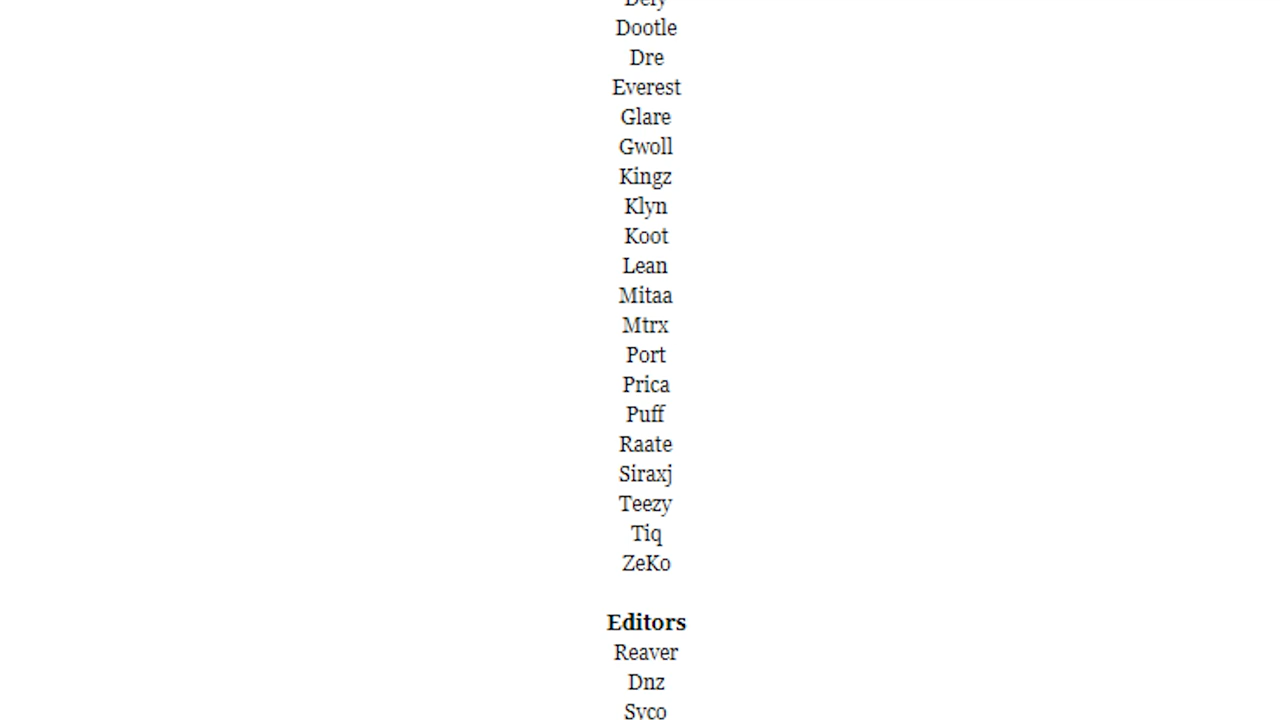 Dootle
Dre
Everest
Glare
Gwoll
Kingz
Klyn
Koot
Lean
Mitaa
Mtrx
Port
Prica
Puff
Raate
Siraxj
Teezy
Tiq
ZeKo
Editors
Reaver
Dnz
Syco